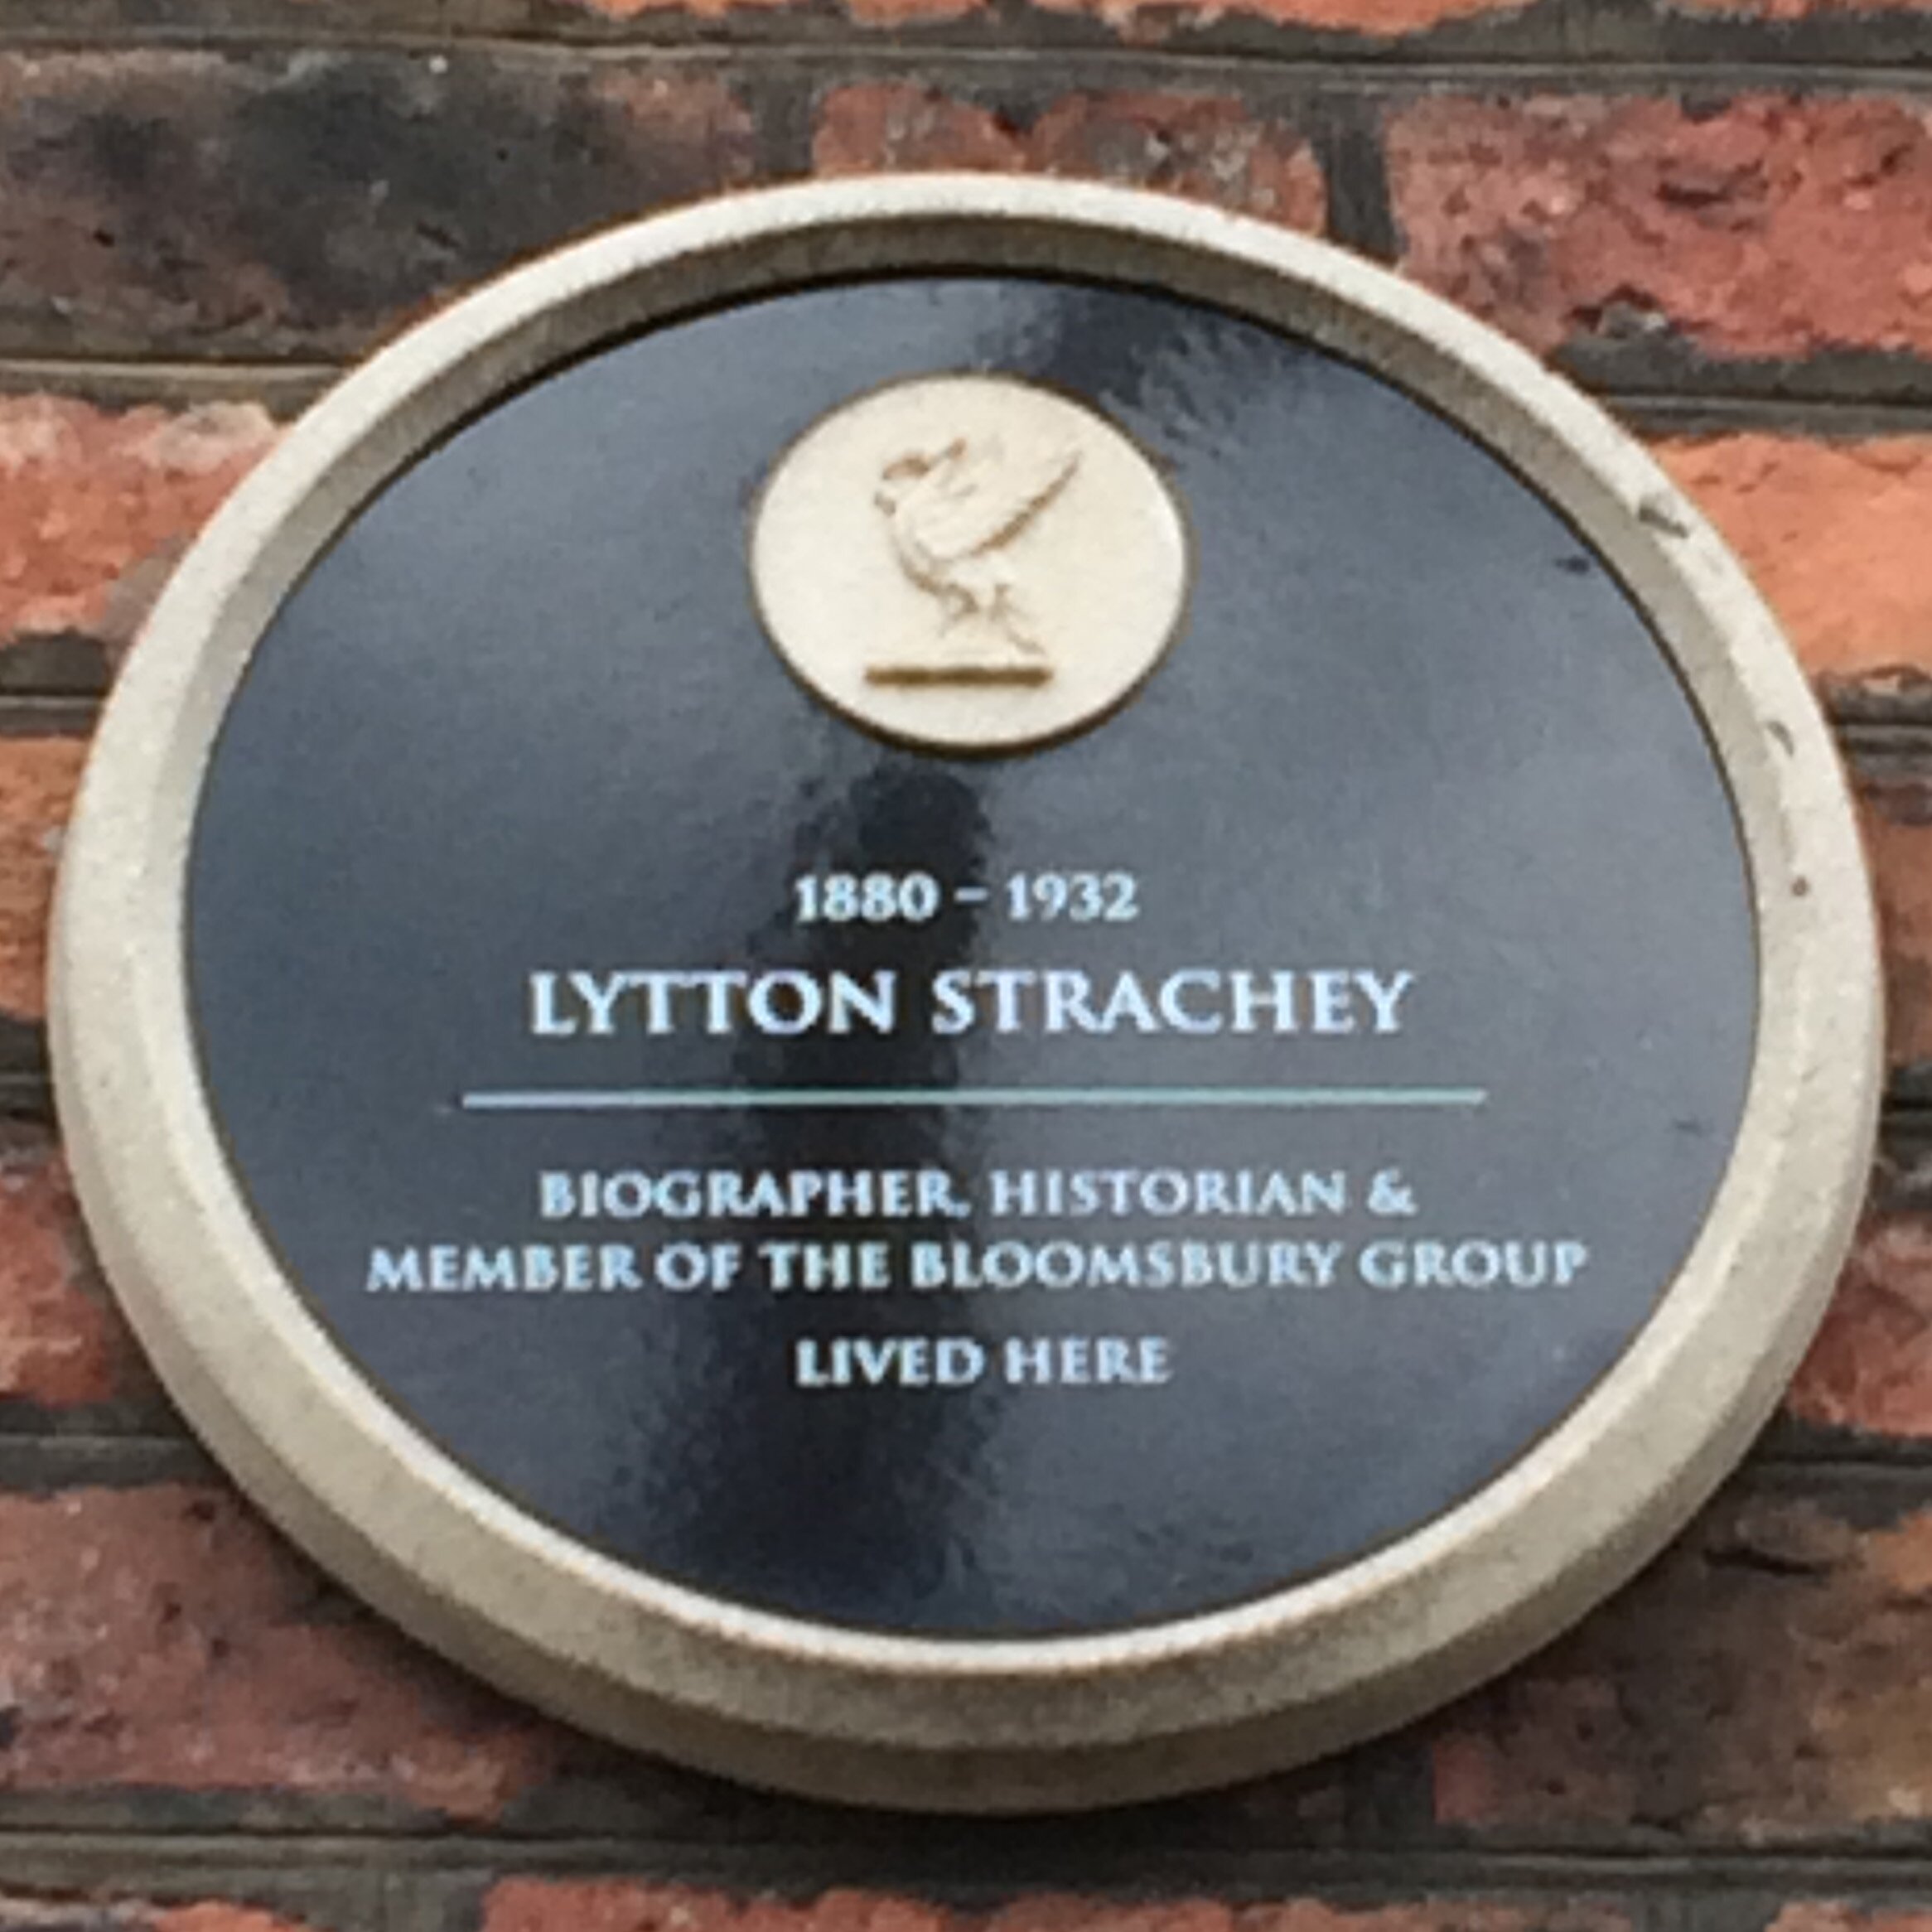 1880 – 1932
LYTTON STRACHEY
BIOGRAPHER, HISTORIAN &
MEMBER OF THE BLOOMSBURY GROUP
LIVED HERE